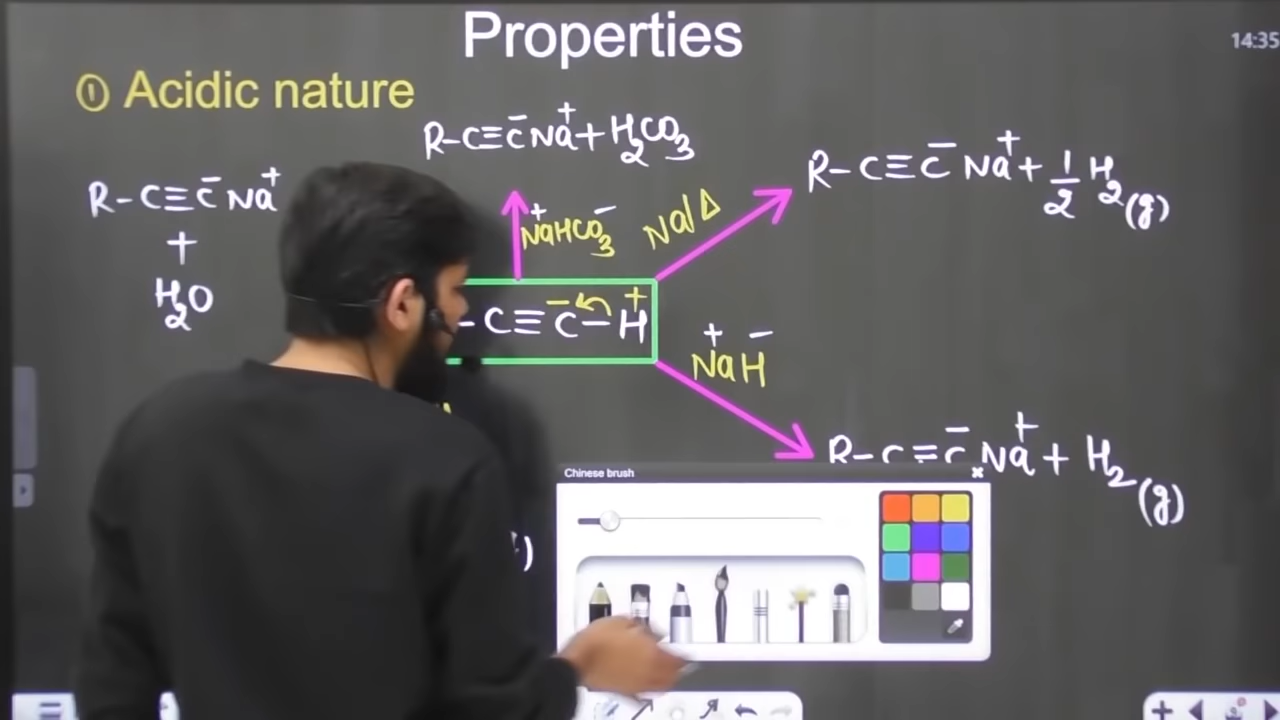 Properties
14:35
① Acidic nature
R-C≡C⁻Na⁺+H₂CO₃
R-C≡C⁻Na⁺+½H₂(g)
R-C≡C⁻Na⁺
+
H₂O
Na⁺HCO₃⁻
Na/Δ
-C≡C⁻-H⁺
Na⁺H⁻
R-C≡C⁻Na⁺+H₂(g)
Chinese brush
)